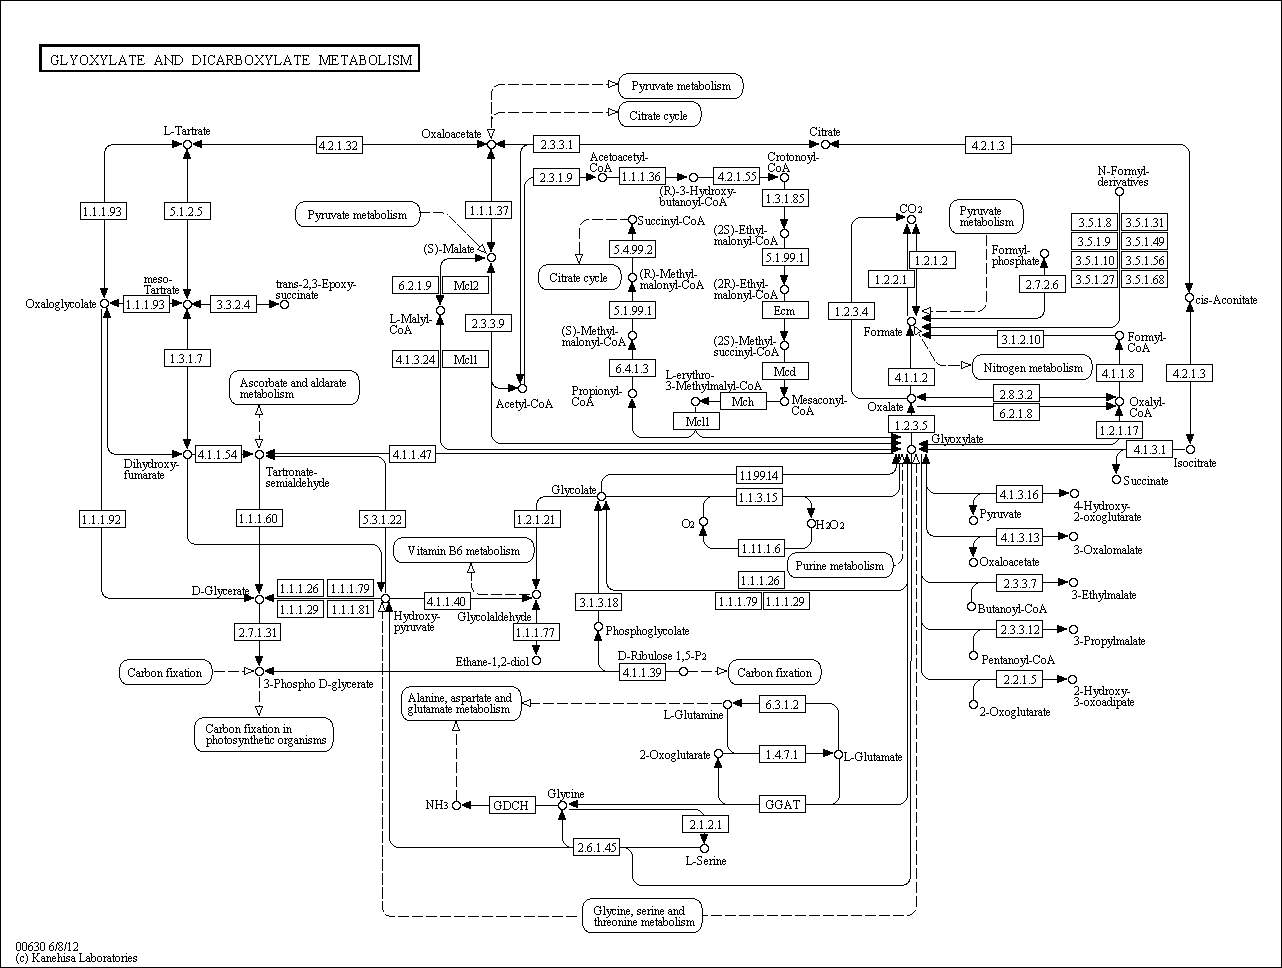 GLYOXYLATE AND DICARBOXYLATE METABOLISM
Pyruvate metabolism
Citrate cycle
L-Tartrate
4.2.1.32
Oxaloacetate
2.3.3.1
Citrate
4.2.1.3
Acetoacetyl-
CoA
2.3.1.9
1.1.1.36
(R)-3-Hydroxy-
butanoyl-CoA
4.2.1.55
Crotonoyl-
CoA
1.3.1.85
N-Formyl-
derivatives
1.1.1.93
5.1.2.5
Pyruvate metabolism
1.1.1.37
Succinyl-CoA
(2S)-Ethyl-
malonyl-CoA
CO2
Pyruvate
metabolism
3.5.1.8
3.5.1.31
3.5.1.9
3.5.1.49
3.5.1.10
3.5.1.56
3.5.1.27
3.5.1.68
(S)-Malate
5.4.99.2
5.1.99.1
1.2.1.2
Formyl-
phosphate
Citrate cycle
(R)-Methyl-
malonyl-CoA
1.2.2.1
2.7.2.6
meso-
Tartrate
trans-2,3-Epoxy-
succinate
6.2.1.9
Mcl2
(2R)-Ethyl-
malonyl-CoA
Oxaloglycolate
1.1.1.93
3.3.2.4
cis-Aconitate
L-Malyl-
CoA
2.3.3.9
5.1.99.1
Ecm
1.2.3.4
(S)-Methyl-
malonyl-CoA
(2S)-Methyl-
succinyl-CoA
Formate
3.1.2.10
Formyl-
CoA
1.3.1.7
4.1.3.24
Mcl1
6.4.1.3
Mcd
4.1.1.2
Nitrogen metabolism
4.1.1.8
4.2.1.3
Ascorbate and aldarate
metabolism
Acetyl-CoA
Propionyl-
CoA
L-erythro-
3-Methylmalyl-CoA
Mch
Mesaconyl-
CoA
Mcl1
Oxalate
2.8.3.2
6.2.1.8
Oxalyl-
CoA
1.2.3.5
1.2.1.17
Glyoxylate
4.1.3.1
Isocitrate
Succinate
Dihydroxy-
fumarate
4.1.1.54
Tartronate-
semialdehyde
4.1.1.47
Glycolate
1.1.99.14
1.1.3.15
O2
H2O2
1.11.1.6
4.1.3.16
4-Hydroxy-
2-oxoglutarate
Pyruvate
1.1.1.92
1.1.1.60
5.3.1.22
1.2.1.21
4.1.3.13
3-Oxalomalate
Oxaloacetate
Vitamin B6 metabolism
Purine metabolism
D-Glycerate
1.1.1.26
1.1.1.79
1.1.1.29
1.1.1.81
Hydroxy-
pyruvate
4.1.1.40
Glycolaldehyde
3.1.3.18
1.1.1.26
1.1.1.79
1.1.1.29
2.3.3.7
3-Ethylmalate
Butanoyl-CoA
2.7.1.31
1.1.1.77
Phosphoglycolate
2.3.3.12
3-Propylmalate
Pentanoyl-CoA
Ethane-1,2-diol
D-Ribulose 1,5-P2
Carbon fixation
4.1.1.39
Carbon fixation
3-Phospho D-glycerate
2.2.1.5
2-Hydroxy-
3-oxoadipate
2-Oxoglutarate
Carbon fixation in
photosynthetic organisms
Alanine, aspartate and
glutamate metabolism
L-Glutamine
6.3.1.2
2-Oxoglutarate
1.4.7.1
L-Glutamate
NH3
GDCH
Glycine
GGAT
2.1.2.1
2.6.1.45
L-Serine
Glycine, serine and
threonine metabolism
00630 6/8/12
(c) Kanehisa Laboratories